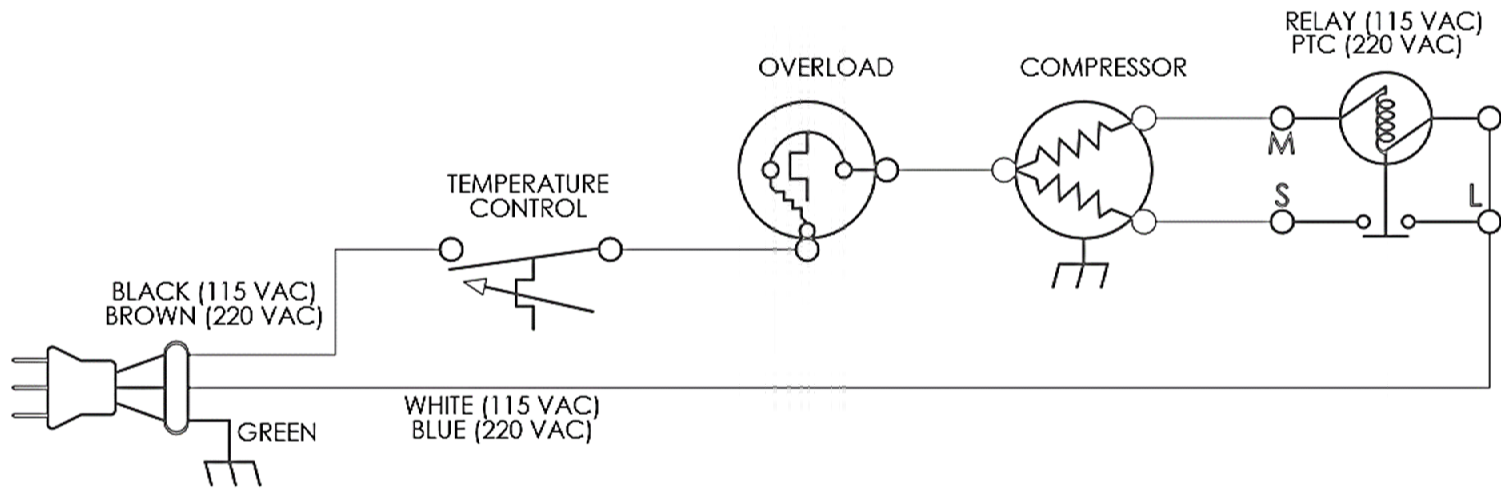 RELAY (115 VAC)
PTC (220 VAC)
OVERLOAD
COMPRESSOR
M
TEMPERATURE
CONTROL
S
L
BLACK (115 VAC)
BROWN (220 VAC)
WHITE (115 VAC)
BLUE (220 VAC)
GREEN